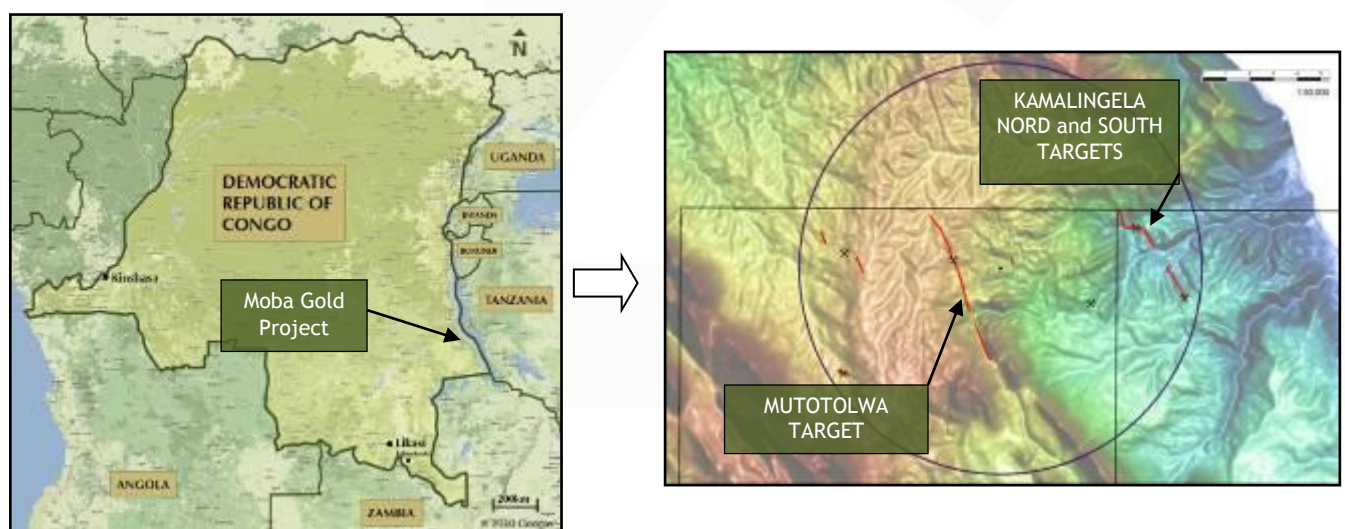 N
UGANDA
DEMOCRATIC
REPUBLIC OF
CONGO
RWANDA
BURUNDI
Kinshasa
TANZANIA
Moba Gold
Project
Likasi
ANGOLA
ZAMBIA
200km
KAMALINGELA
NORD and SOUTH
TARGETS
MUTOTOLWA
TARGET